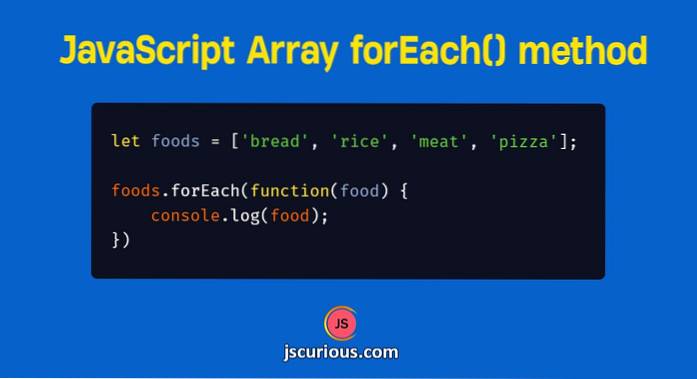 JavaScript Array forEach() method
let foods = ['bread', 'rice', 'meat', 'pizza'];
foods.forEach(function(food) {
    console.log(food);
})
JS
jscurious.com